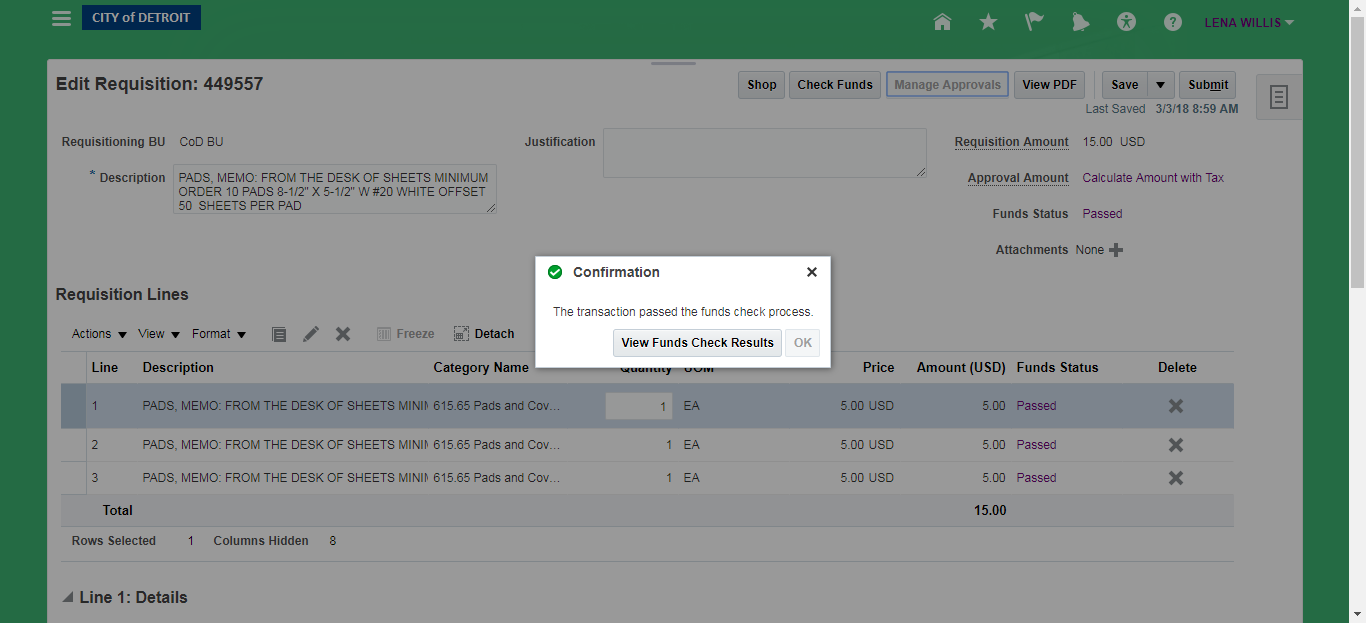 CITY of DETROIT
LENA WILLIS
Edit Requisition: 449557
Shop
Check Funds
Manage Approvals
View PDF
Save
Submit
Last Saved 3/3/18 8:59 AM
Requisitioning BU CoD BU
* Description PADS, MEMO: FROM THE DESK OF SHEETS MINIMUM
ORDER 10 PADS 8-1/2" X 5-1/2" W #20 WHITE OFFSET
50 SHEETS PER PAD
Justification
Requisition Amount 15.00 USD
Approval Amount Calculate Amount with Tax
Funds Status Passed
Attachments None
Confirmation
The transaction passed the funds check process.
View Funds Check Results
OK
Requisition Lines
Actions View Format Freeze Detach
Line Description Category Name Quantity UOM Price Amount (USD) Funds Status Delete
1 PADS, MEMO: FROM THE DESK OF SHEETS MINI 615.65 Pads and Cov... 1 EA 5.00 USD 5.00 Passed
2 PADS, MEMO: FROM THE DESK OF SHEETS MINI 615.65 Pads and Cov... 1 EA 5.00 USD 5.00 Passed
3 PADS, MEMO: FROM THE DESK OF SHEETS MINI 615.65 Pads and Cov... 1 EA 5.00 USD 5.00 Passed
Total 15.00
Rows Selected 1 Columns Hidden 8
Line 1: Details